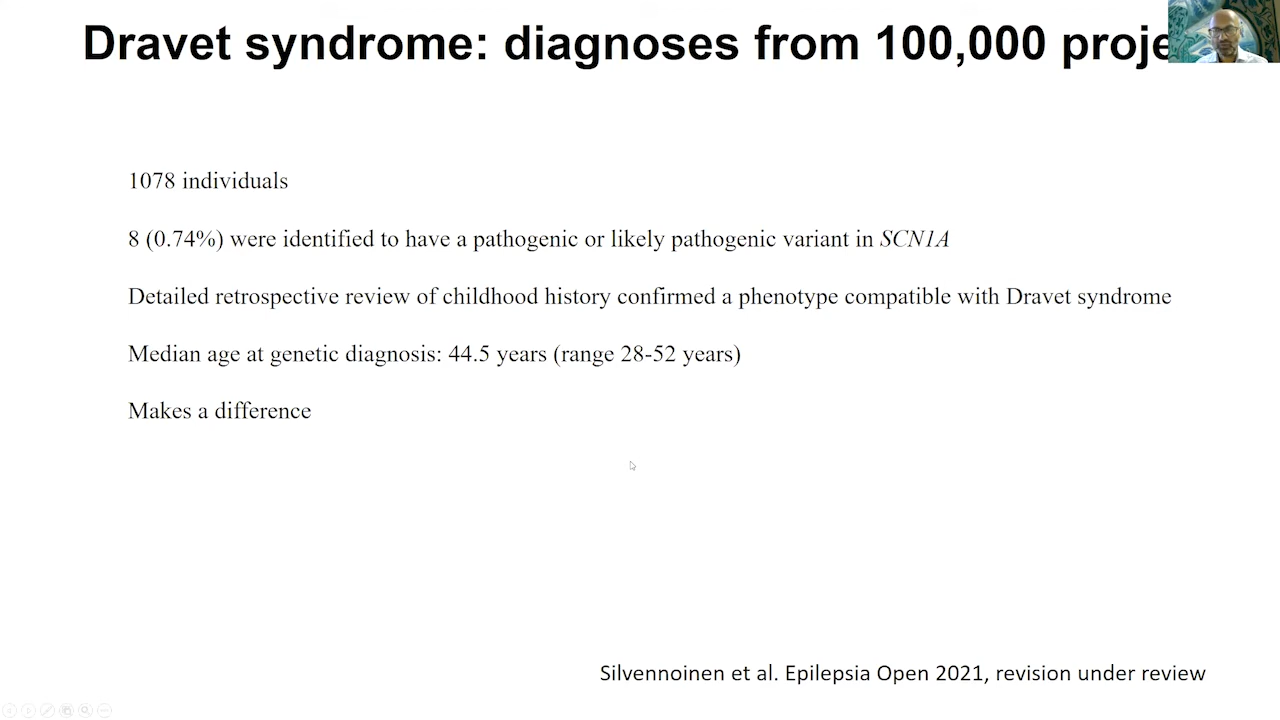 Dravet syndrome: diagnoses from 100,000
1078 individuals
8 (0.74%) were identified to have a pathogenic or likely pathogenic variant in SCN1A
Detailed retrospective review of childhood history confirmed a phenotype compatible with Dravet syndrome
Median age at genetic diagnosis: 44.5 years (range 28-52 years)
Makes a difference
Silvennoinen et al. Epilepsia Open 2021, revision under review